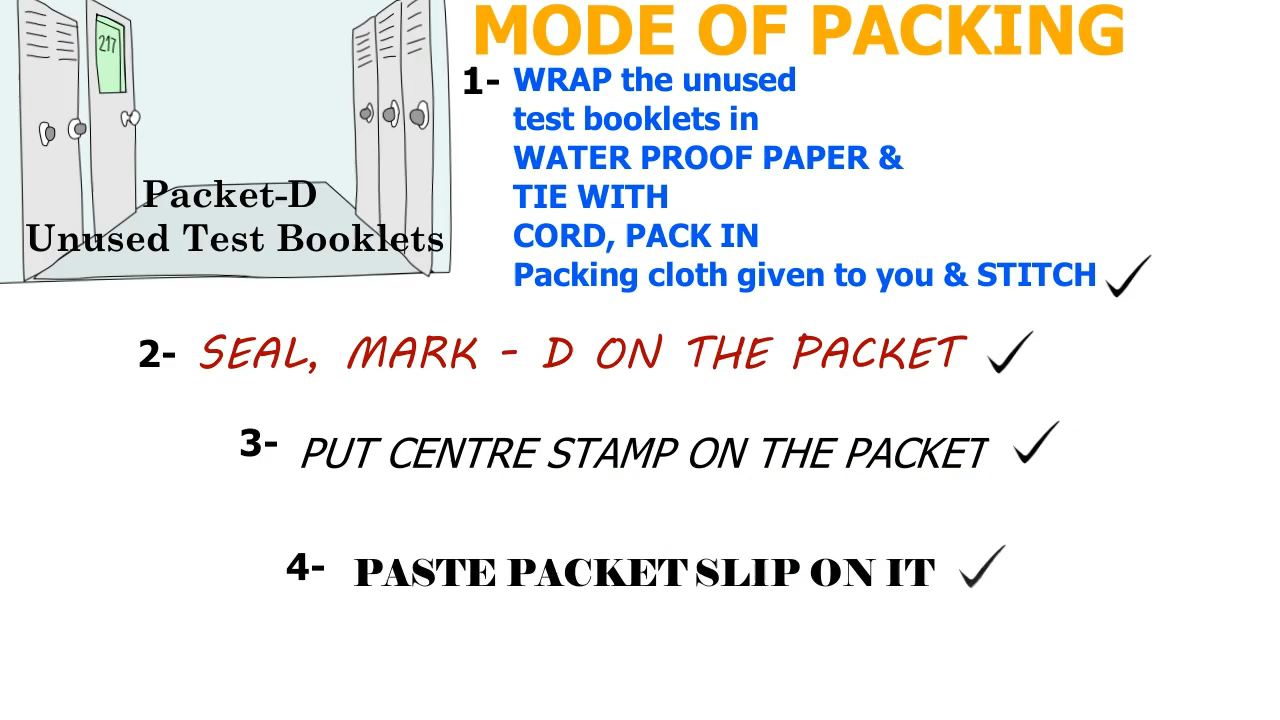 MODE OF PACKING
217
Packet-D
Unused Test Booklets
1- WRAP the unused
test booklets in
WATER PROOF PAPER &
TIE WITH
CORD, PACK IN
Packing cloth given to you & STITCH
2- SEAL, MARK - D ON THE PACKET
3- PUT CENTRE STAMP ON THE PACKET
4- PASTE PACKET SLIP ON IT